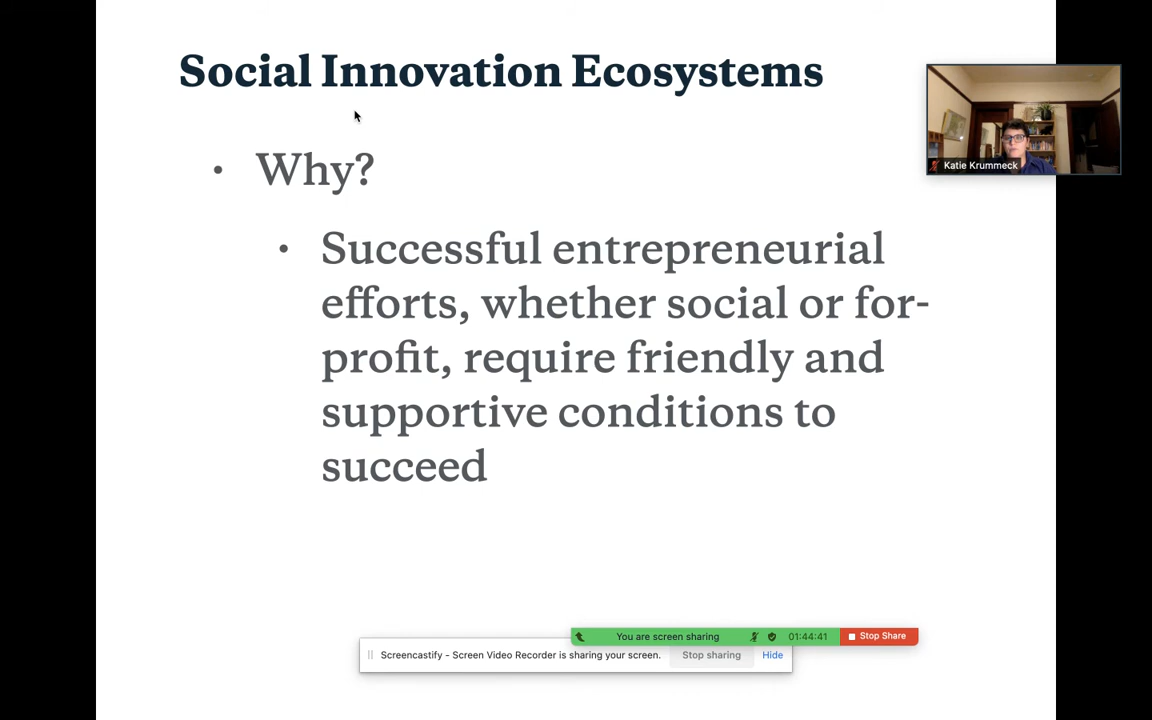 Social Innovation Ecosystems
• Why?
• Successful entrepreneurial
efforts, whether social or for-
profit, require friendly and
supportive conditions to
succeed
Katie Krummeck
You are screen sharing 01:44:41 Stop Share
Screencastify - Screen Video Recorder is sharing your screen. Stop sharing Hide